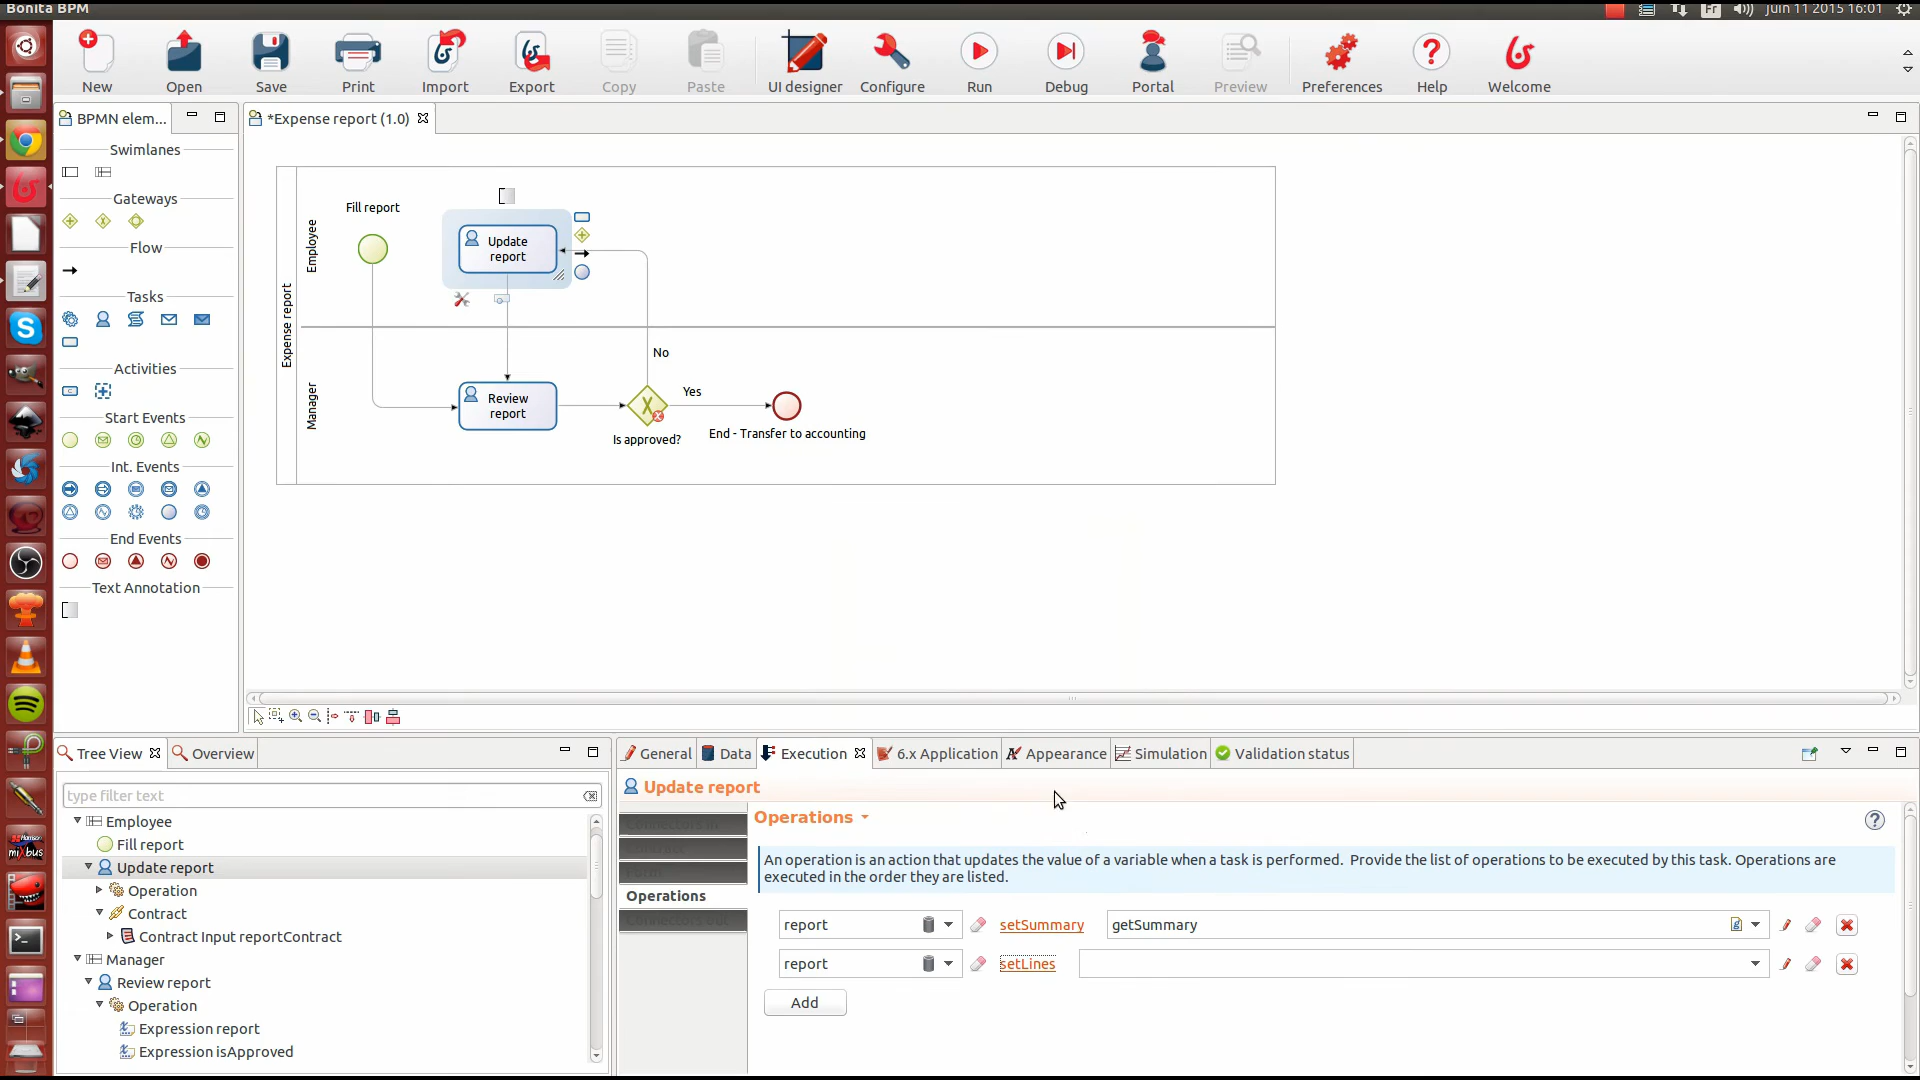 Bonita BPM
Fr
Juin 11 2015 16:01
New
Open
Save
Print
Import
Export
Copy
Paste
UI designer
Configure
Run
Debug
Portal
Preview
Preferences
Help
Welcome
BPMN elem...
*Expense report (1.0)
Swimlanes
Gateways
Flow
Tasks
Activities
Start Events
Int. Events
End Events
Text Annotation
Expense report
Employee
Manager
Fill report
Update
report
No
Review
report
Yes
Is approved?
End - Transfer to accounting
Tree View
Overview
type filter text
Employee
Fill report
Update report
Operation
Contract
Contract Input reportContract
Manager
Review report
Operation
Expression report
Expression isApproved
General
Data
Execution
6.x Application
Appearance
Simulation
Validation status
Update report
Operations
Operations
An operation is an action that updates the value of a variable when a task is performed. Provide the list of operations to be executed by this task. Operations are
executed in the order they are listed.
report
setSummary
getSummary
report
setLines
Add